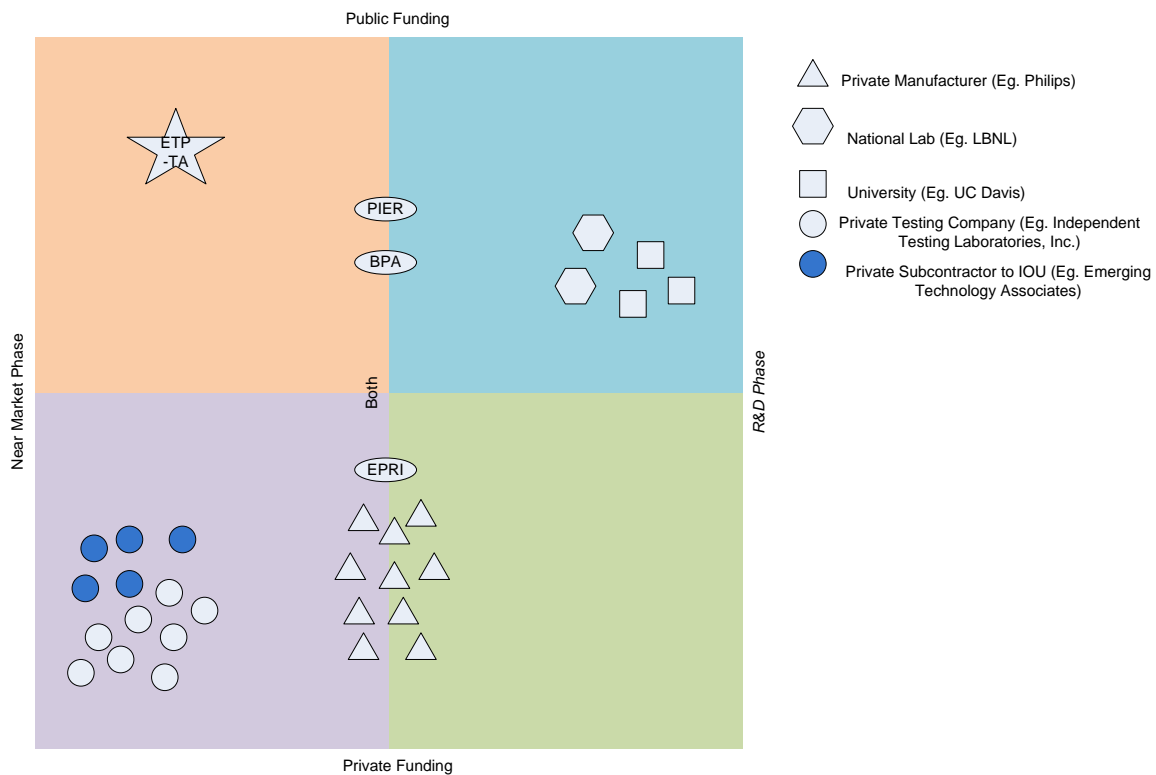 Public Funding
ETP
-TA
PIER
BPA
Near Market Phase
Both
R&D Phase
EPRI
Private Funding
Private Manufacturer (Eg. Philips)
National Lab (Eg. LBNL)
University (Eg. UC Davis)
Private Testing Company (Eg. Independent
Testing Laboratories, Inc.)
Private Subcontractor to IOU (Eg. Emerging
Technology Associates)